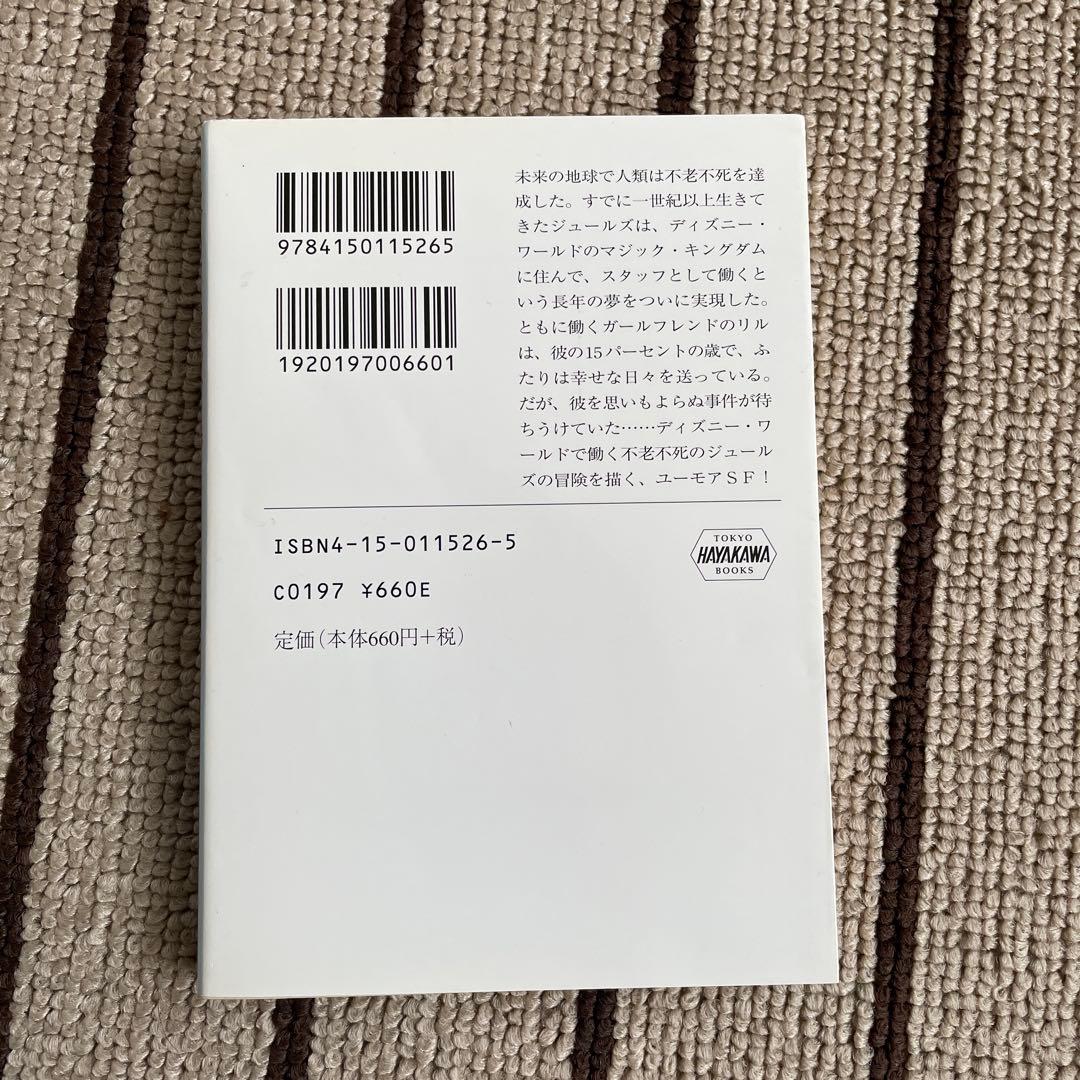 9784150115265
1920197006601
未来の地球で人類は不老不死を達
成した。すでに一世紀以上生きて
きたジュールズは、ディズニー・
ワールドのマジック・キングダム
に住んで、スタッフとして働くと
いう長年の夢をついに実現した。
ともに働くガールフレンドのリル
は、彼の15パーセントの歳で、ふ
たりは幸せな日々を送っている。
だが、彼を思いもよらぬ事件が待
ちうけていた……ディズニー・ワ
ールドで働く不老不死のジュール
ズの冒険を描く、ユーモアSF！
ISBN4-15-011526-5
C0197 ¥660E
定価(本体660円+税)
TOKYO
HAYAKAWA
BOOKS